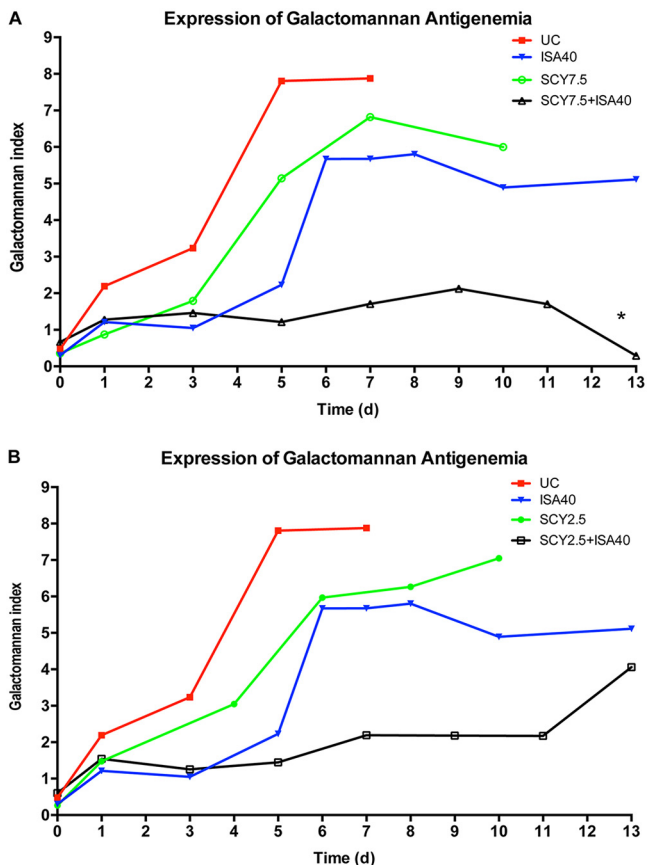 A
Expression of Galactomannan Antigenemia
UC
ISA40
SCY7.5
SCY7.5+ISA40
Galactomannan index
9
8
7
6
5
4
3
2
1
0
*
0 1 2 3 4 5 6 7 8 9 10 11 12 13
Time (d)
B
Expression of Galactomannan Antigenemia
UC
ISA40
SCY2.5
SCY2.5+ISA40
Galactomannan index
9
8
7
6
5
4
3
2
1
0
0 1 2 3 4 5 6 7 8 9 10 11 12 13
Time (d)